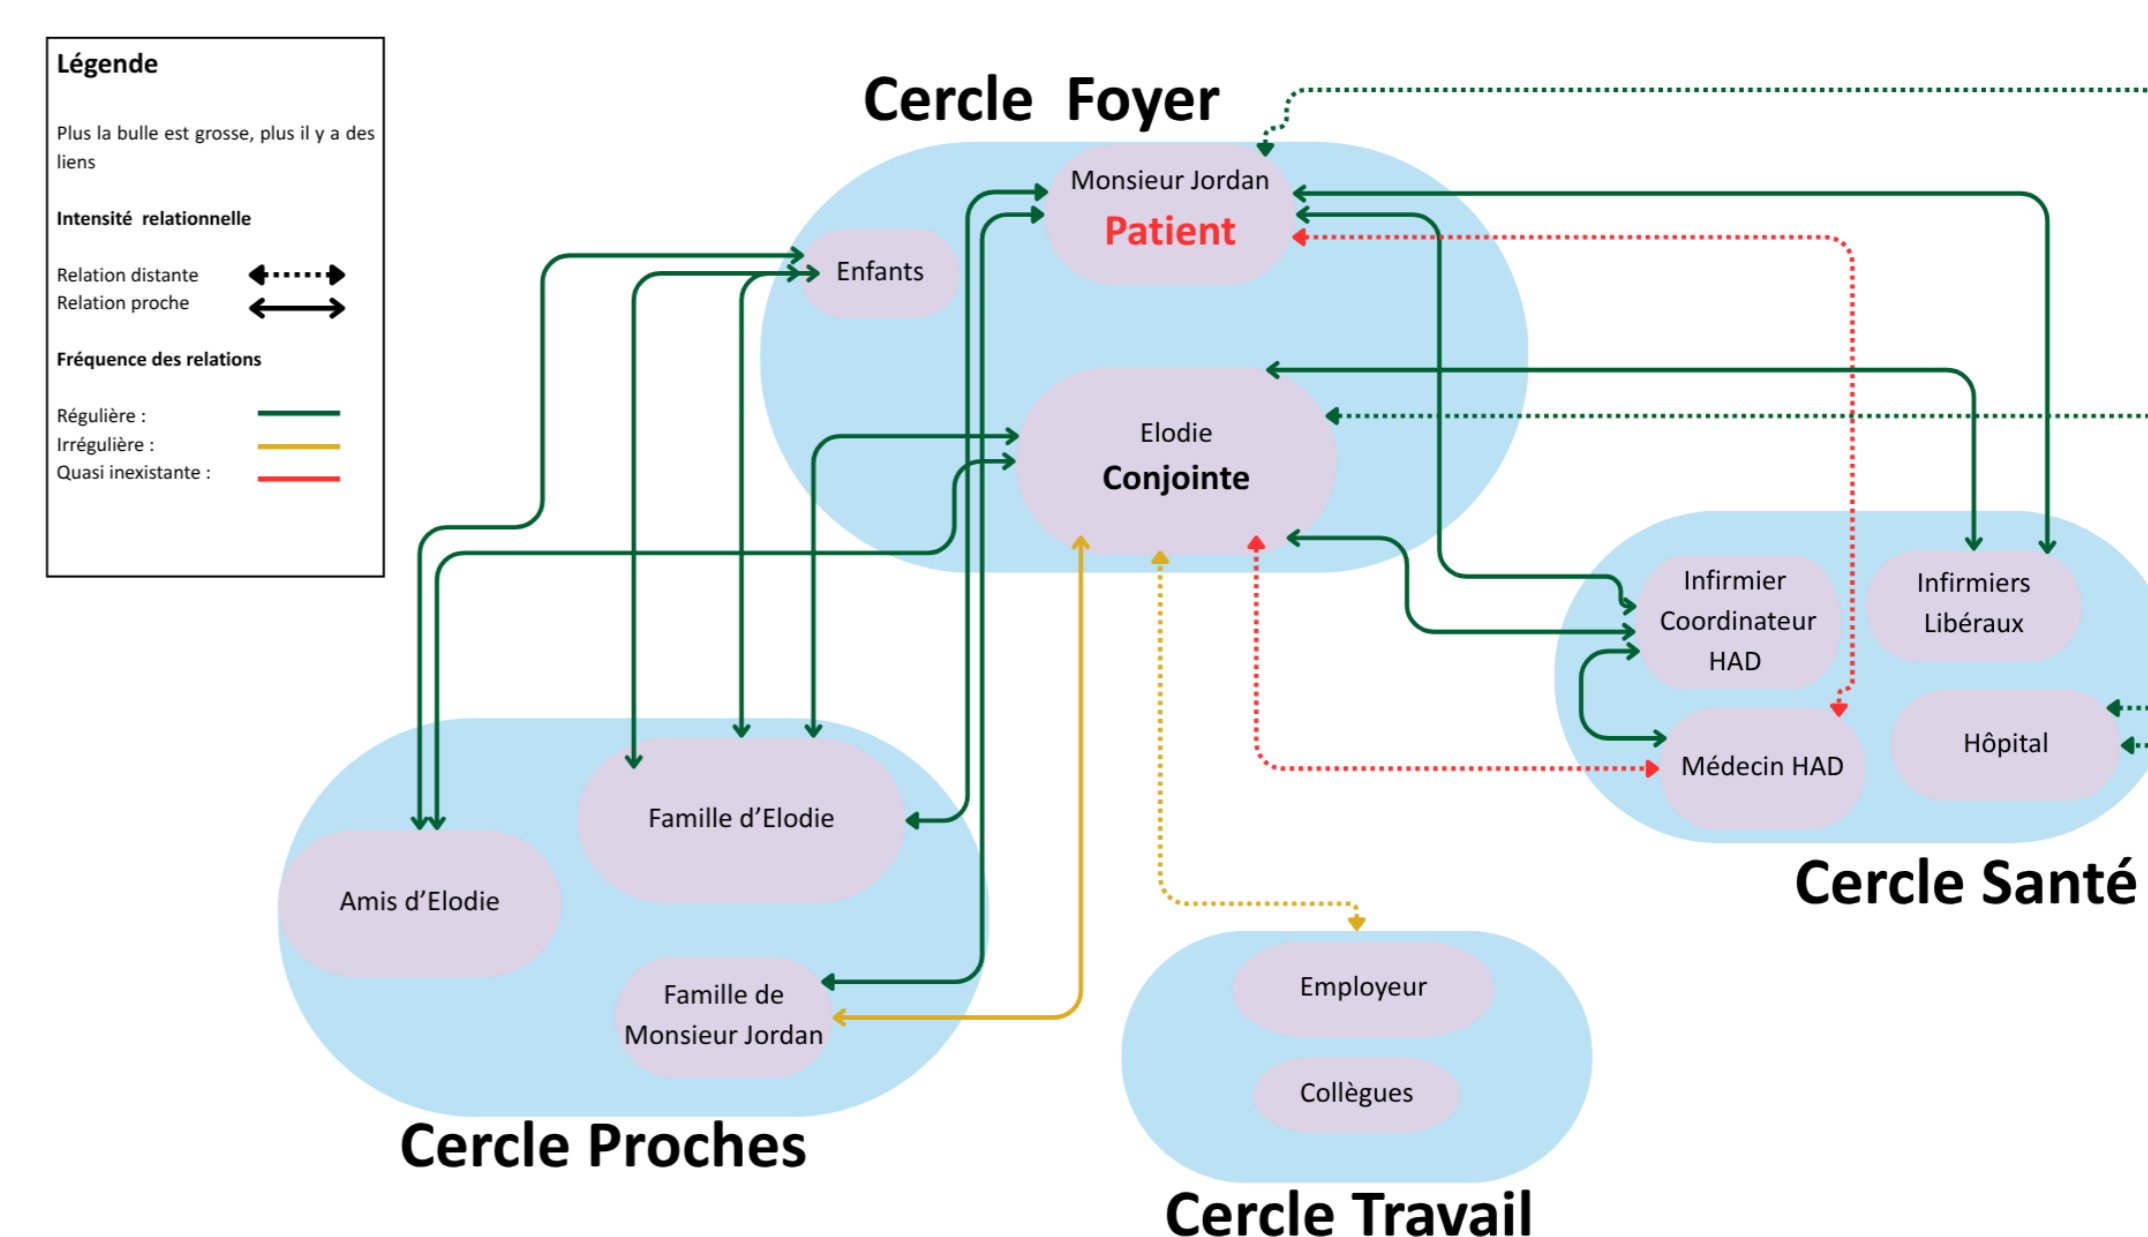 Légende
Plus la bulle est grosse, plus il y a des
liens
Intensité relationnelle
Relation distante
Relation proche
Fréquence des relations
Régulière :
Irrégulière :
Quasi inexistante :
Cercle Foyer
Monsieur Jordan
Patient
Enfants
Elodie
Conjointe
Infirmier
Coordinateur
HAD
Infirmiers
Libéraux
Médecin HAD
Hôpital
Cercle Santé
Famille d’Elodie
Amis d’Elodie
Famille de
Monsieur Jordan
Cercle Proches
Employeur
Collègues
Cercle Travail